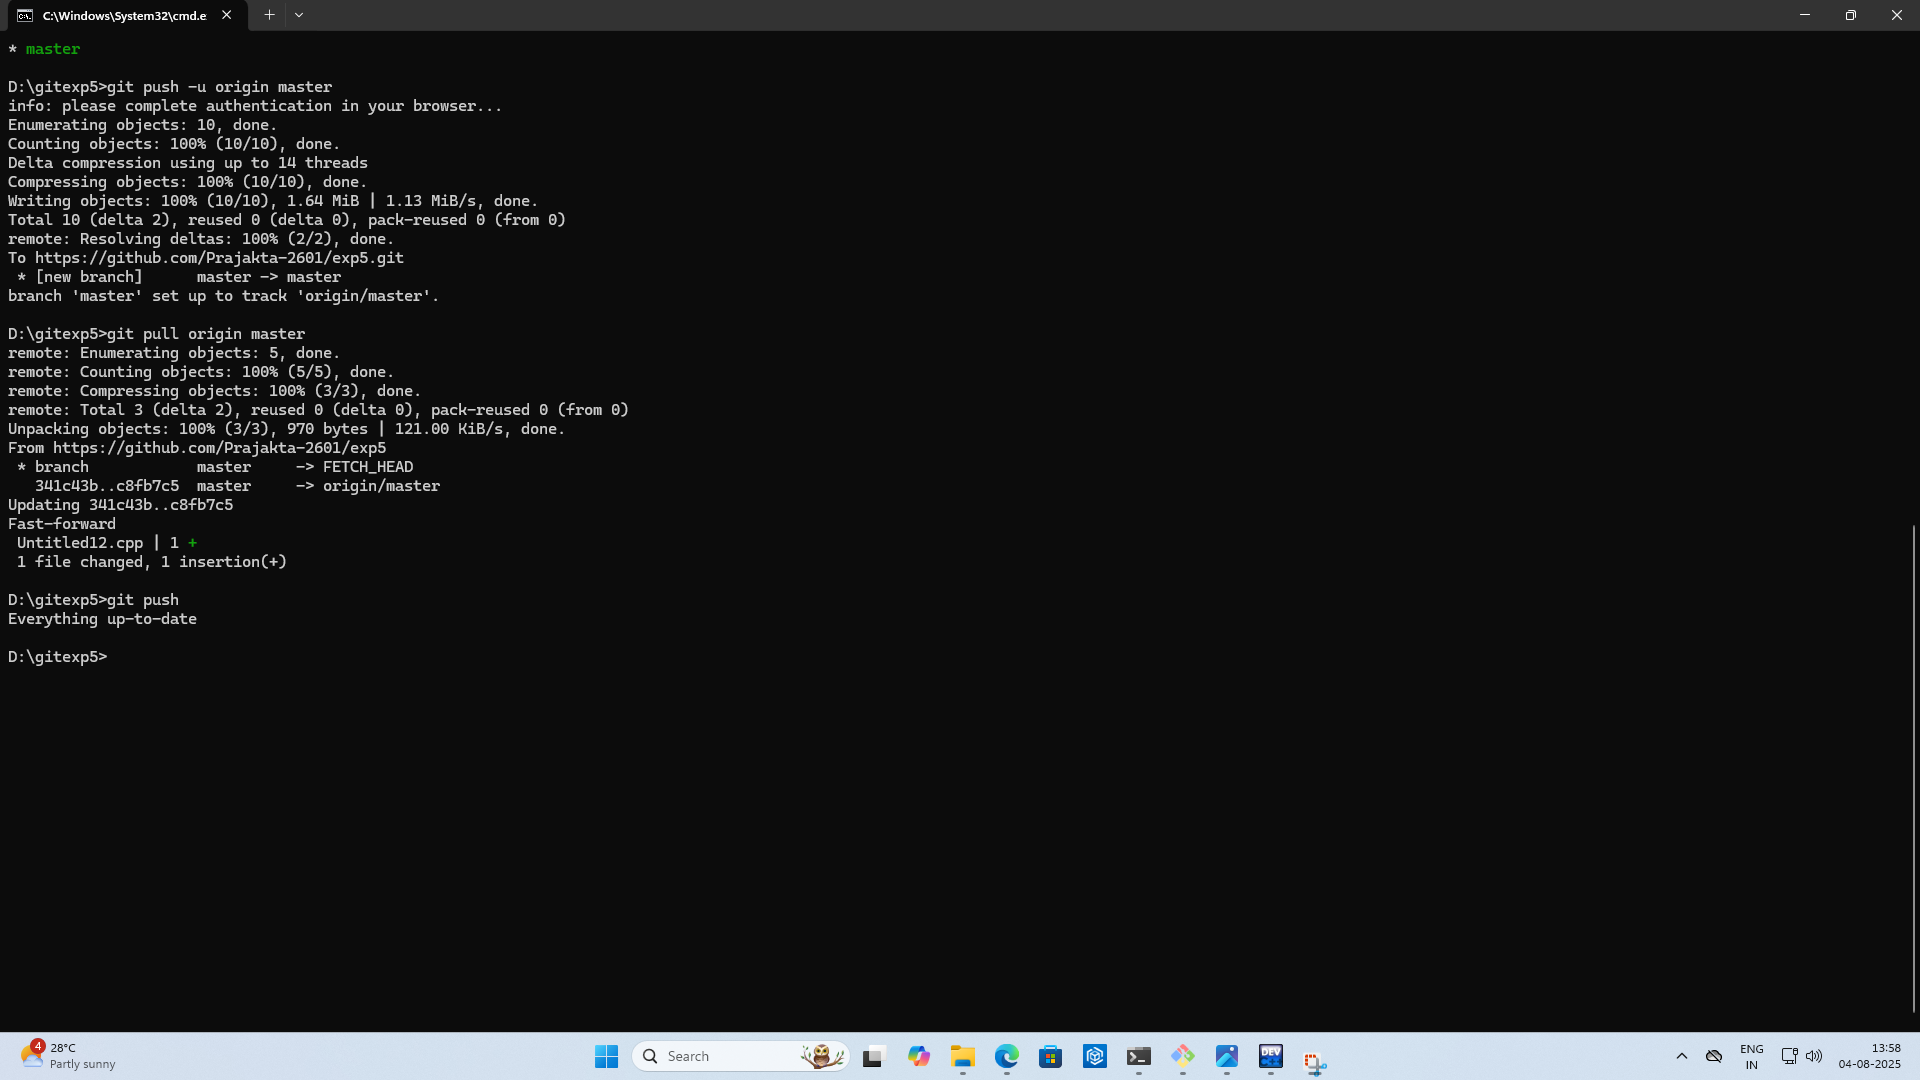 C:\Windows\System32\cmd.e
* master
D:\gitexp5>git push -u origin master
info: please complete authentication in your browser...
Enumerating objects: 10, done.
Counting objects: 100% (10/10), done.
Delta compression using up to 14 threads
Compressing objects: 100% (10/10), done.
Writing objects: 100% (10/10), 1.64 MiB | 1.13 MiB/s, done.
Total 10 (delta 2), reused 0 (delta 0), pack-reused 0 (from 0)
remote: Resolving deltas: 100% (2/2), done.
To https://github.com/Prajakta-2601/exp5.git
 * [new branch]      master -> master
branch 'master' set up to track 'origin/master'.
D:\gitexp5>git pull origin master
remote: Enumerating objects: 5, done.
remote: Counting objects: 100% (5/5), done.
remote: Compressing objects: 100% (3/3), done.
remote: Total 3 (delta 2), reused 0 (delta 0), pack-reused 0 (from 0)
Unpacking objects: 100% (3/3), 970 bytes | 121.00 KiB/s, done.
From https://github.com/Prajakta-2601/exp5
 * branch            master     -> FETCH_HEAD
   341c43b..c8fb7c5  master     -> origin/master
Updating 341c43b..c8fb7c5
Fast-forward
 Untitled12.cpp | 1 +
 1 file changed, 1 insertion(+)
D:\gitexp5>git push
Everything up-to-date
D:\gitexp5>
4
28°C
Partly sunny
Search
DEV
ENG
IN
13:58
04-08-2025